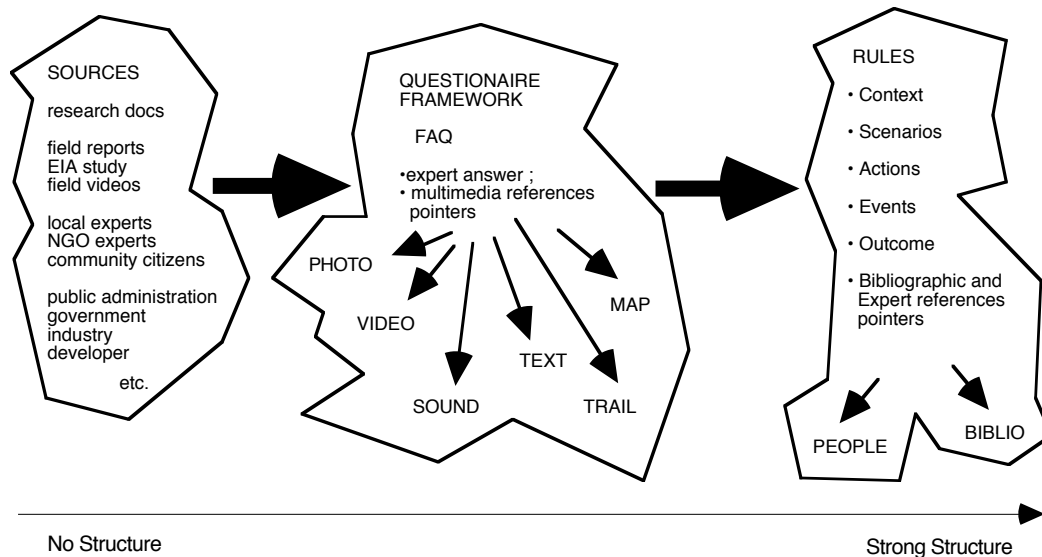 SOURCES
research docs
field reports
EIA study
field videos
local experts
NGO experts
community citizens
public administration
government
industry
developer
etc.
QUESTIONAIRE
FRAMEWORK
FAQ
•expert answer ;
• multimedia references
pointers
PHOTO
VIDEO
SOUND
TEXT
TRAIL
MAP
RULES
• Context
• Scenarios
• Actions
• Events
• Outcome
• Bibliographic and
Expert references
pointers
PEOPLE
BIBLIO
No Structure
Strong Structure